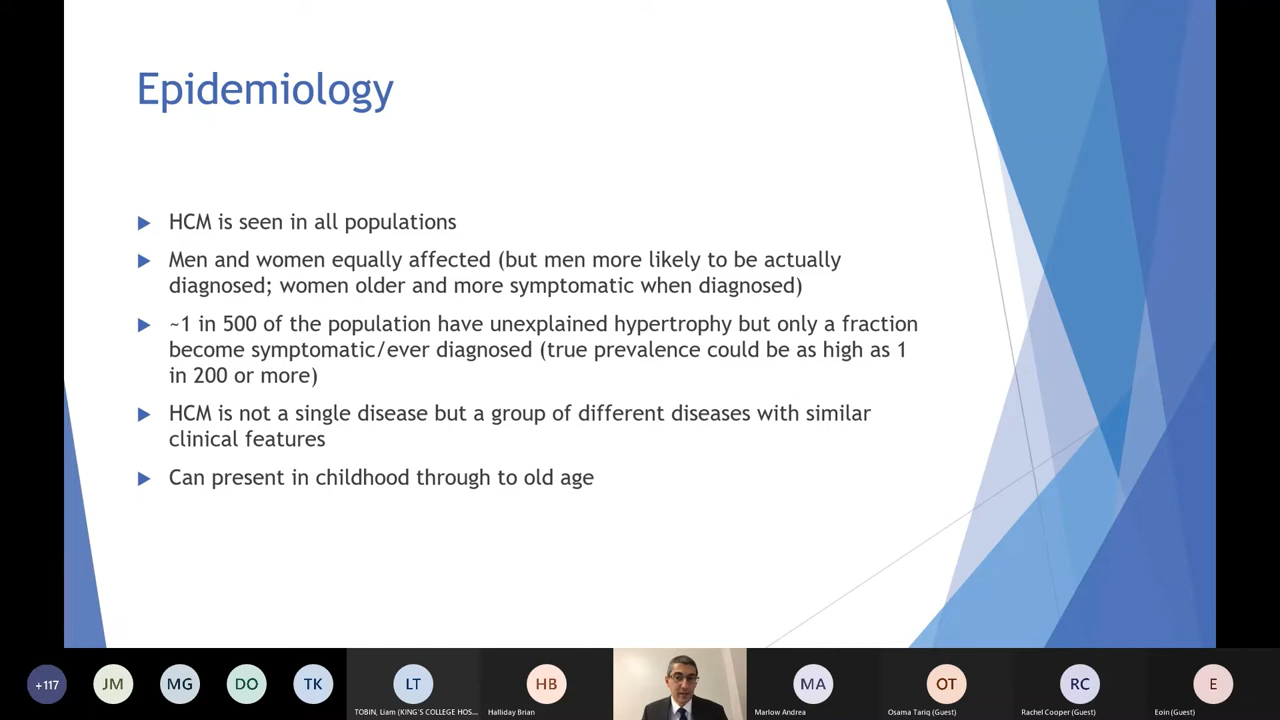 Epidemiology
HCM is seen in all populations
Men and women equally affected (but men more likely to be actually
diagnosed; women older and more symptomatic when diagnosed)
~1 in 500 of the population have unexplained hypertrophy but only a fraction
become symptomatic/ever diagnosed (true prevalence could be as high as 1
in 200 or more)
HCM is not a single disease but a group of different diseases with similar
clinical features
Can present in childhood through to old age
+117
JM
MG
DO
TK
LT
TOBIN, Liam (KING'S COLLEGE HOS...
HB
Halliday Brian
MA
Marlow Andrea
OT
Osama Tariq (Guest)
RC
Rachel Cooper (Guest)
E
Eoin (Guest)